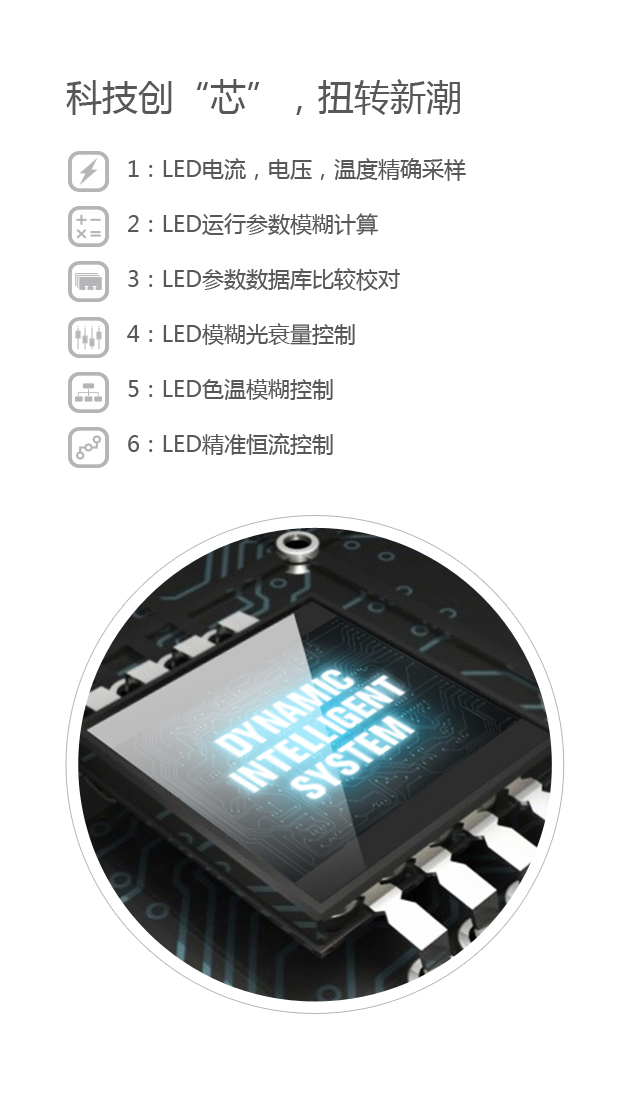 科技创“芯”，扭转新潮
1：LED电流，电压，温度精确采样
2：LED运行参数模糊计算
3：LED参数数据库比较校对
4：LED模糊光衰量控制
5：LED色温模糊控制
6：LED精准恒流控制
DYNAMIC
INTELLIGENT
SYSTEM